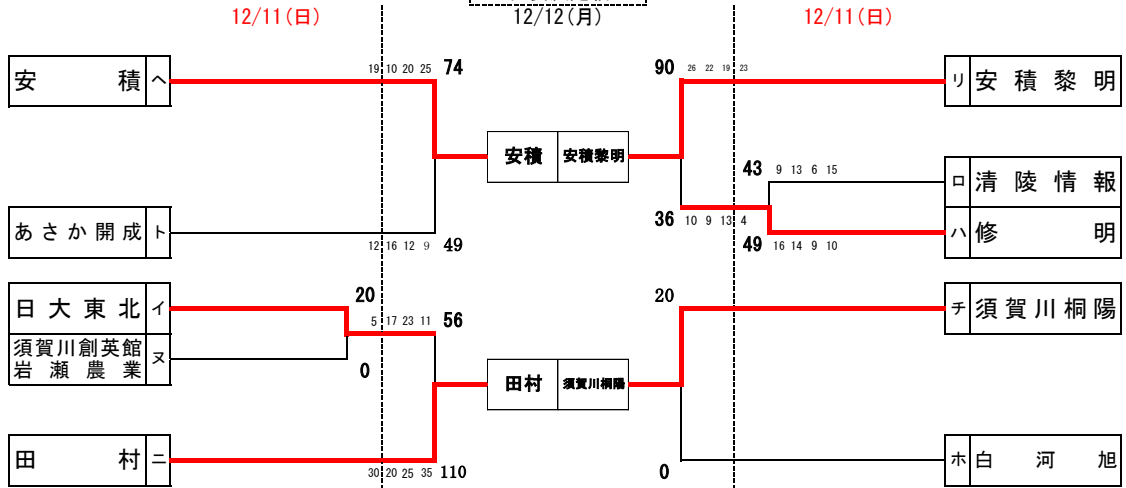 12/11(日)
12/12(月)
12/11(日)
安積 ヘ
19 10 20 25 74
あさか開成 ト
12 16 12 9 49
日大東北 イ
20
5 17 23 11 56
須賀川創英館
岩瀬農業 ヌ
0
田村 ニ
30 20 25 35 110
安積 安積黎明
田村 須賀川桐陽
90 26 22 19 23
リ 安積黎明
43 9 13 6 15
ロ 清陵情報
36 10 9 13 4
49 16 14 9 10
ハ 修明
20
チ 須賀川桐陽
0
ホ 白河旭